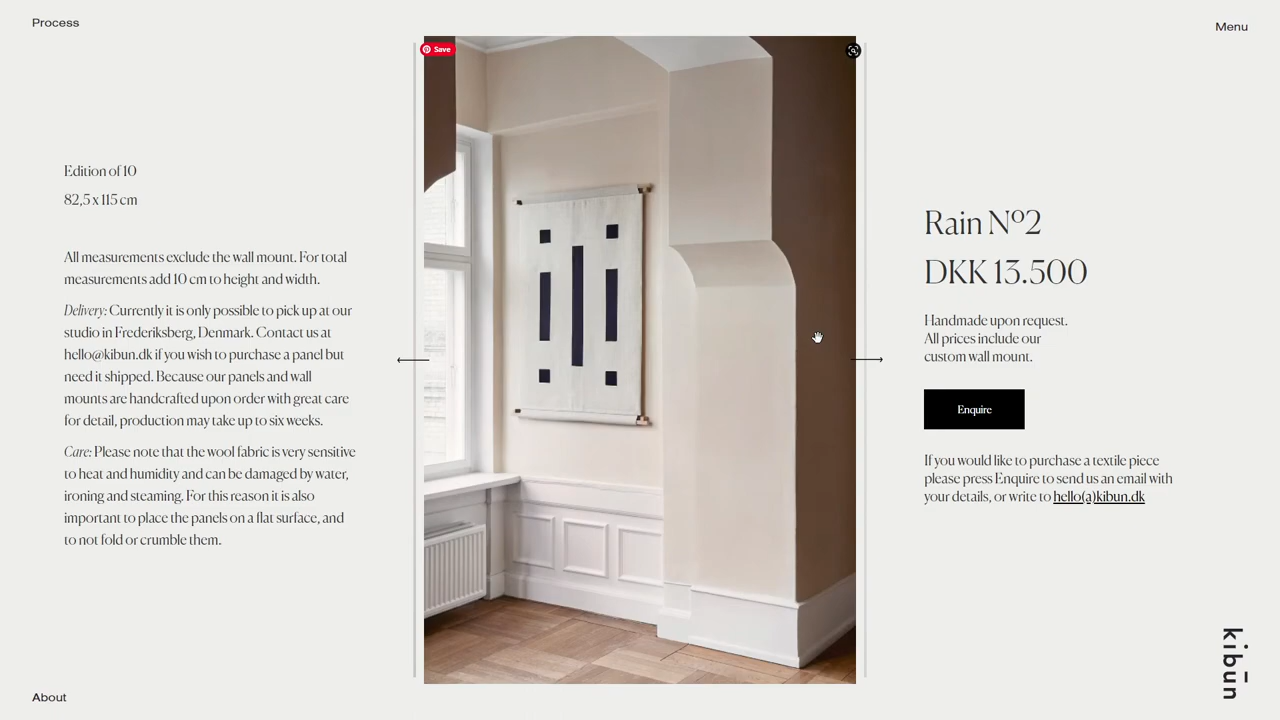 Process
Menu
Save
Edition of 10
82,5 x 115 cm
All measurements exclude the wall mount. For total
measurements add 10 cm to height and width.
Delivery: Currently it is only possible to pick up at our
studio in Frederiksberg, Denmark. Contact us at
hello@kibun.dk if you wish to purchase a panel but
need it shipped. Because our panels and wall
mounts are handcrafted upon order with great care
for detail, production may take up to six weeks.
Care: Please note that the wool fabric is very sensitive
to heat and humidity and can be damaged by water,
ironing and steaming. For this reason it is also
important to place the panels on a flat surface, and
to not fold or crumble them.
Rain Nº2
DKK 13.500
Handmade upon request.
All prices include our
custom wall mount.
Enquire
If you would like to purchase a textile piece
please press Enquire to send us an email with
your details, or write to hello(a)kibun.dk
kibūn
About